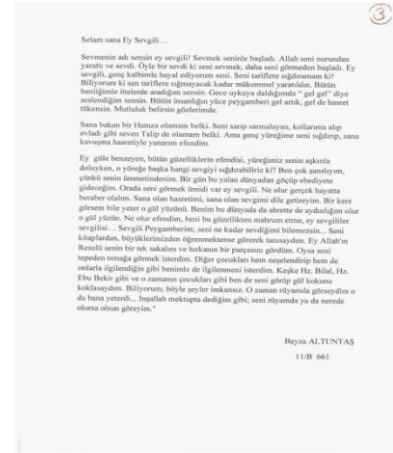 3
Selam sana Ey Sevgili…
Sevmenin adı sensin ey sevgili! Sevmek seninle başladı. Allah seni nurundan
yarattı ve sevdi. Öyle bir sevdi ki seni sevmek, daha seni görmeden başladı. Ey
sevgili, genç kalbimle hayal ediyorum seni. Seni tariflere sığdıramam ki!
Biliyorum ki sen tariflere sığmayacak kadar mükemmel yaratıldın. Bütün
benliğimle ötelerde aradığım sensin. Gece uykuya daldığımda " gel gel" diye
seslendiğim sensin. Bütün insanlığın yüce peygamberi gel artık, gel de hasret
tükensin. Mutluluk belirsin gözlerimde.
Sana bakan bir Hamza olamam belki. Seni sarıp sarmalayan, kollarıma alıp
evladı gibi seven Talip de olamam belki. Ama genç yüreğime seni sığdırıp, sana
kavuşma hasretiyle yanarım efendim.
Ey güle benzeyen, bütün güzelliklerin efendisi, yüreğimiz senin aşkınla
doluyken, o yüreğe başka hangi sevgiyi sığdırabiliriz ki? Ben çok şanslıyım,
çünkü senin ümmetindenim. Bir gün bu yalan dünyadan göçüp ebediyete
gideceğim. Orada seni görmek ümidi var ey sevgili. Ne olur gerçek hayatta
beraber olalım. Sana olan hasretimi, sana olan sevgimi dile getireyim. Bir kere
görsem bile yeter o gül yüzünü. Benim bu dünyada da ahrette de aydınlığım olur
o gül yüzün. Ne olur efendim, beni bu güzellikten mahrum etme, ey sevgililer
sevgilisi… Sevgili Peygamberim; seni ne kadar sevdiğimi bilemezsin... Seni
kitaplardan, büyüklerimizden öğrenmektense görerek tanısaydım. Ey Allah'ın
Resulü senin bir tek sakalını ve hırkanın bir parçasını gördüm. Oysa seni
tepeden tırnağa görmek isterdim. Diğer çocukları hem neşelendirip hem de
onlarla ilgilendiğin gibi benimle de ilgilenmeni isterdim. Keşke Hz. Bilal, Hz.
Ebu Bekir gibi ve o zamanın çocukları gibi ben de seni görüp gül kokunu
koklasaydım. Biliyorum; böyle şeyler imkansız. O zaman rüyamda görseydim o
da bana yeterdi... İnşallah mektupta dediğim gibi; seni rüyamda ya da nerede
olursa olsun göreyim."
Beyza ALTUNTAŞ
11/B 661